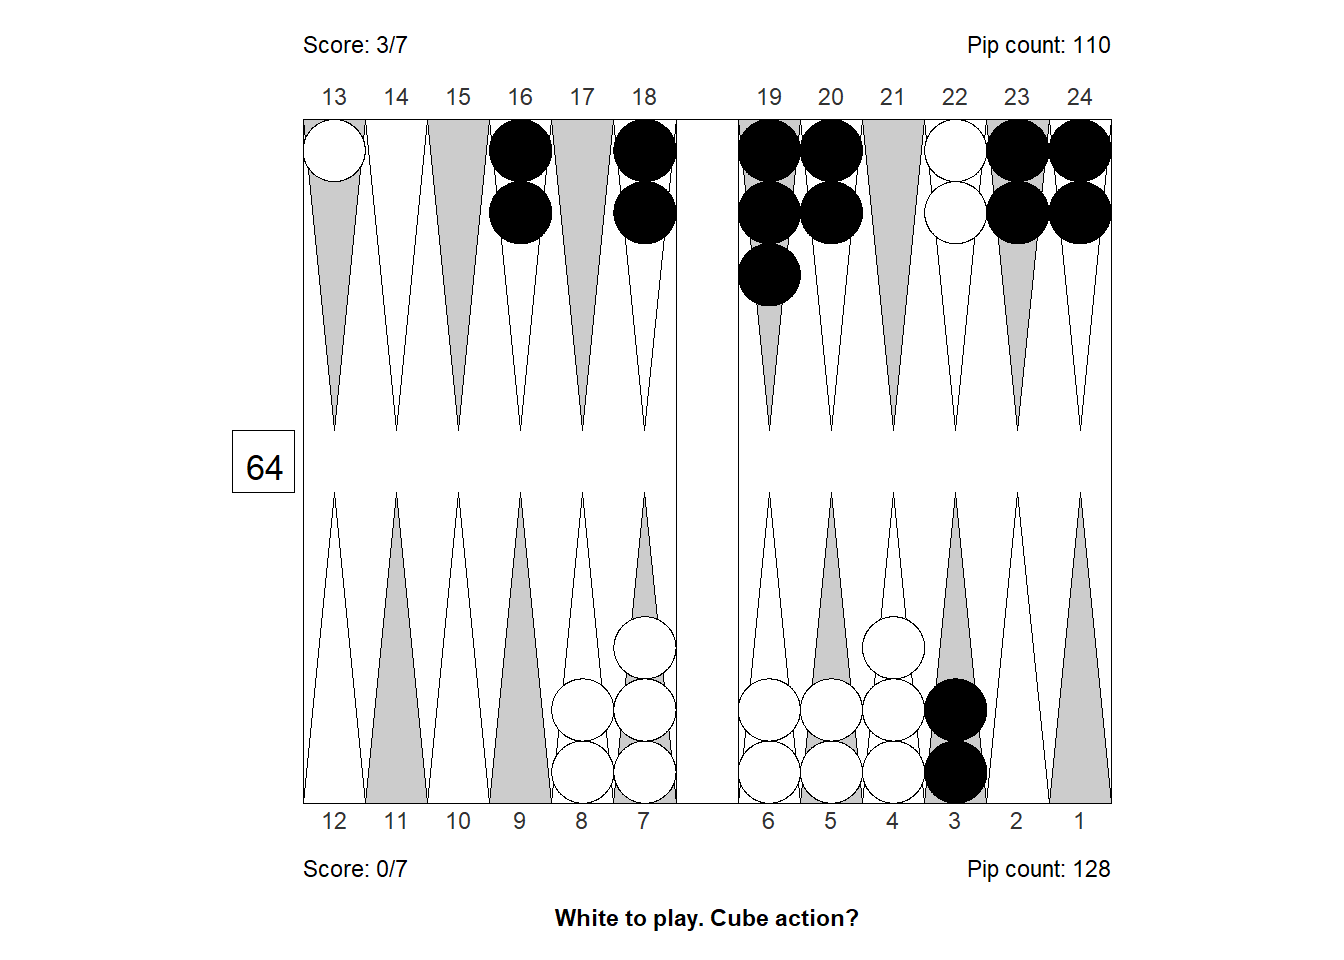 Score: 3/7 Pip count: 110
13 14 15 16 17 18 19 20 21 22 23 24
64
12 11 10 9 8 7 6 5 4 3 2 1
Score: 0/7 Pip count: 128
White to play. Cube action?